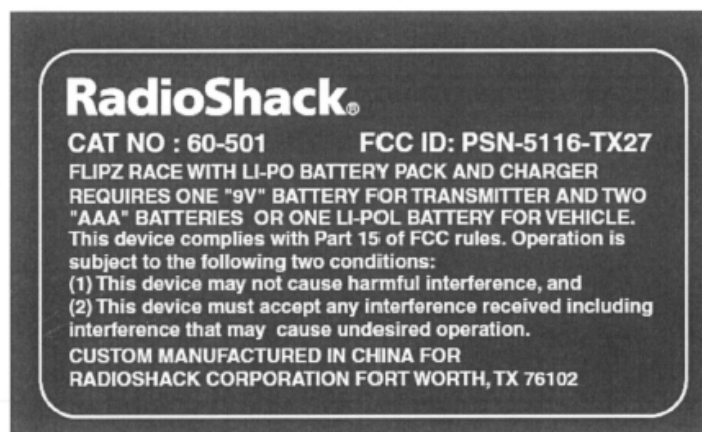 RadioShack®
CAT NO : 60-501 FCC ID: PSN-5116-TX27
FLIPZ RACE WITH LI-PO BATTERY PACK AND CHARGER
REQUIRES ONE "9V" BATTERY FOR TRANSMITTER AND TWO
"AAA" BATTERIES OR ONE LI-POL BATTERY FOR VEHICLE.
This device complies with Part 15 of FCC rules. Operation is
subject to the following two conditions:
(1) This device may not cause harmful interference, and
(2) This device must accept any interference received including
interference that may cause undesired operation.
CUSTOM MANUFACTURED IN CHINA FOR
RADIOSHACK CORPORATION FORT WORTH, TX 76102